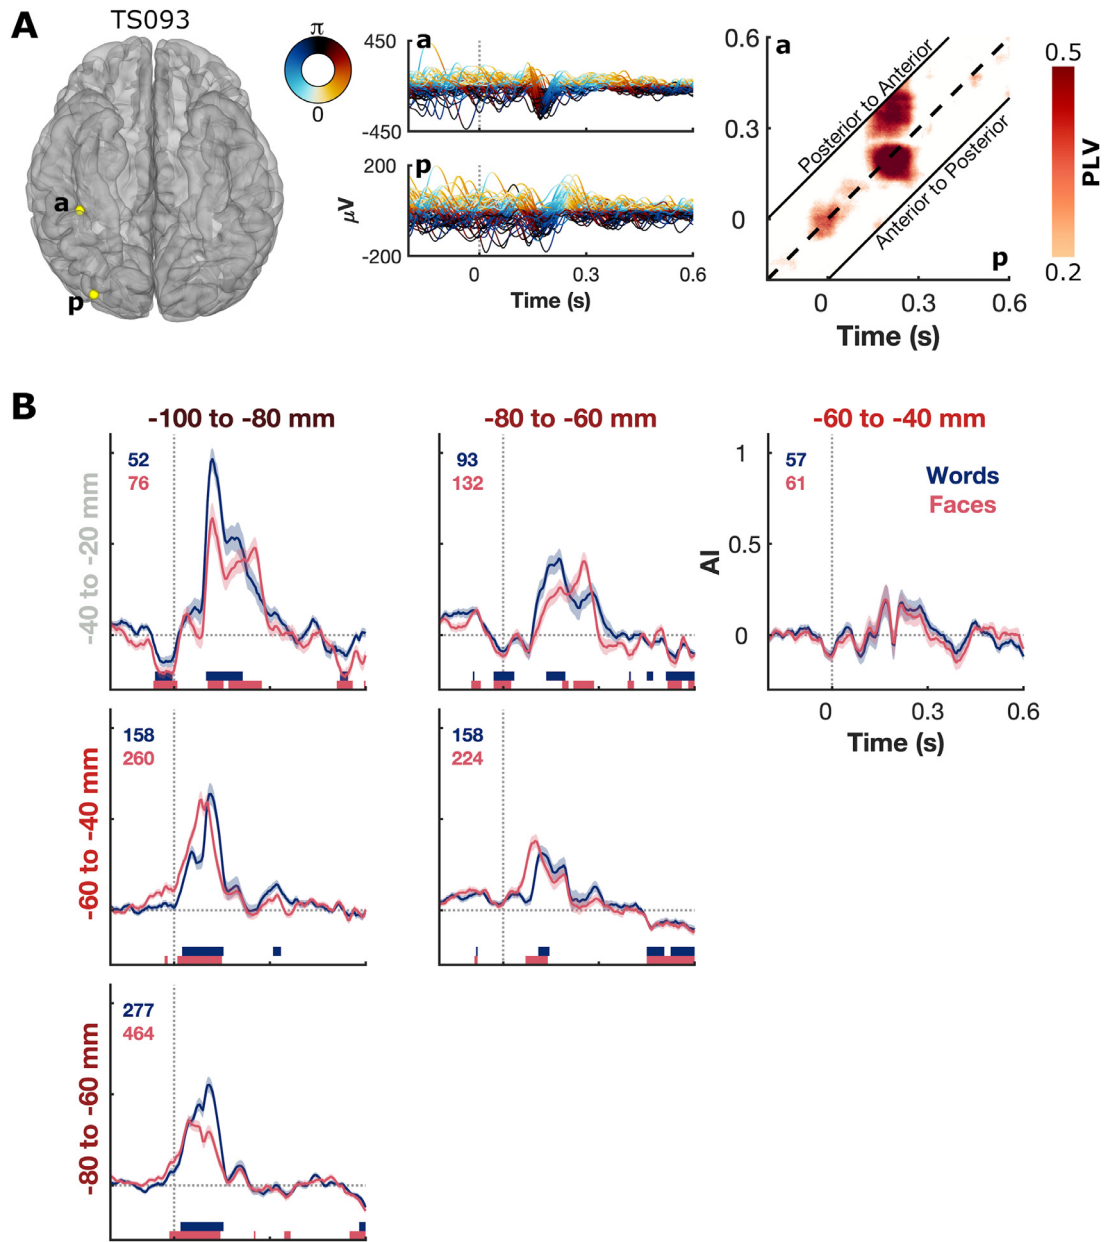 A
TS093
π
0
a
p
450
a
-450
200
p
-200
µV
0
0.3
0.6
Time (s)
0.6
a
0.3
0
Posterior to Anterior
Anterior to Posterior
p
0
0.3
0.6
Time (s)
0.5
PLV
0.2
B
-100 to -80 mm
-80 to -60 mm
-60 to -40 mm
-40 to -20 mm
52
76
93
132
1
57
61
Words
Faces
0.5
AI
0
0
0.3
0.6
Time (s)
-60 to -40 mm
158
260
158
224
-80 to -60 mm
277
464